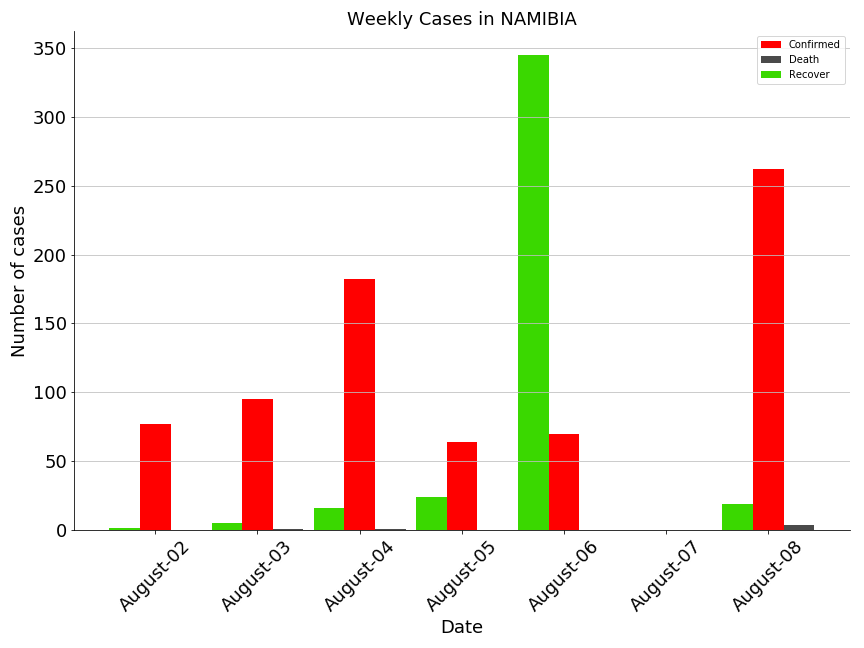 Weekly Cases in NAMIBIA
Confirmed
Death
Recover
Number of cases
350
300
250
200
150
100
50
0
August-02
August-03
August-04
August-05
August-06
August-07
August-08
Date